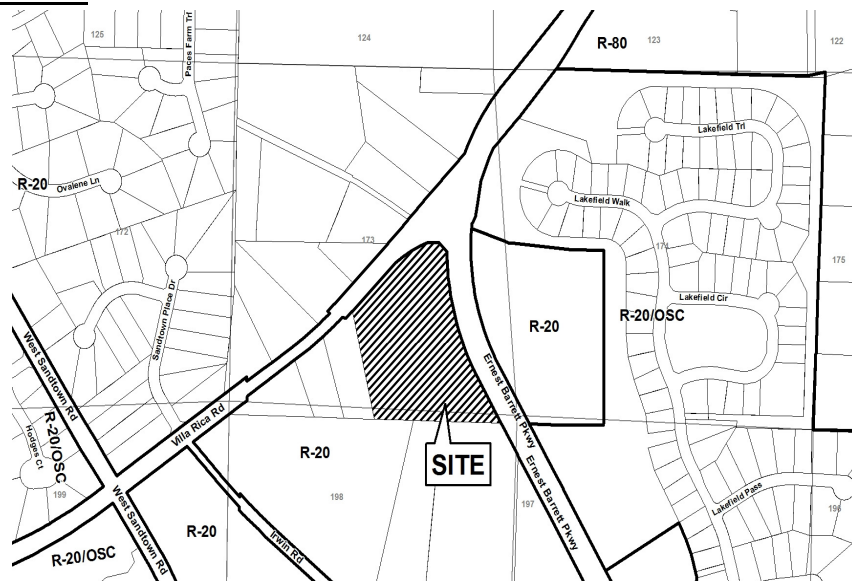 Paces Farm Trl
125
124
R-80
123
122
Lakefield Trl
R-20
Ovalene Ln
Lakefield Walk
172
173
174
175
Sandtown Place Dr
Lakefield Cir
R-20
R-20/OSC
West Sandtown Rd
Ernest Barrett Pkwy
Villa Rica Rd
R-20/OSC
Hodges Ct
R-20
SITE
199
198
197
Ernest Barrett Pkwy
Lakefield Pass
196
West Sandtown Rd
R-20
Irwin Rd
R-20/OSC